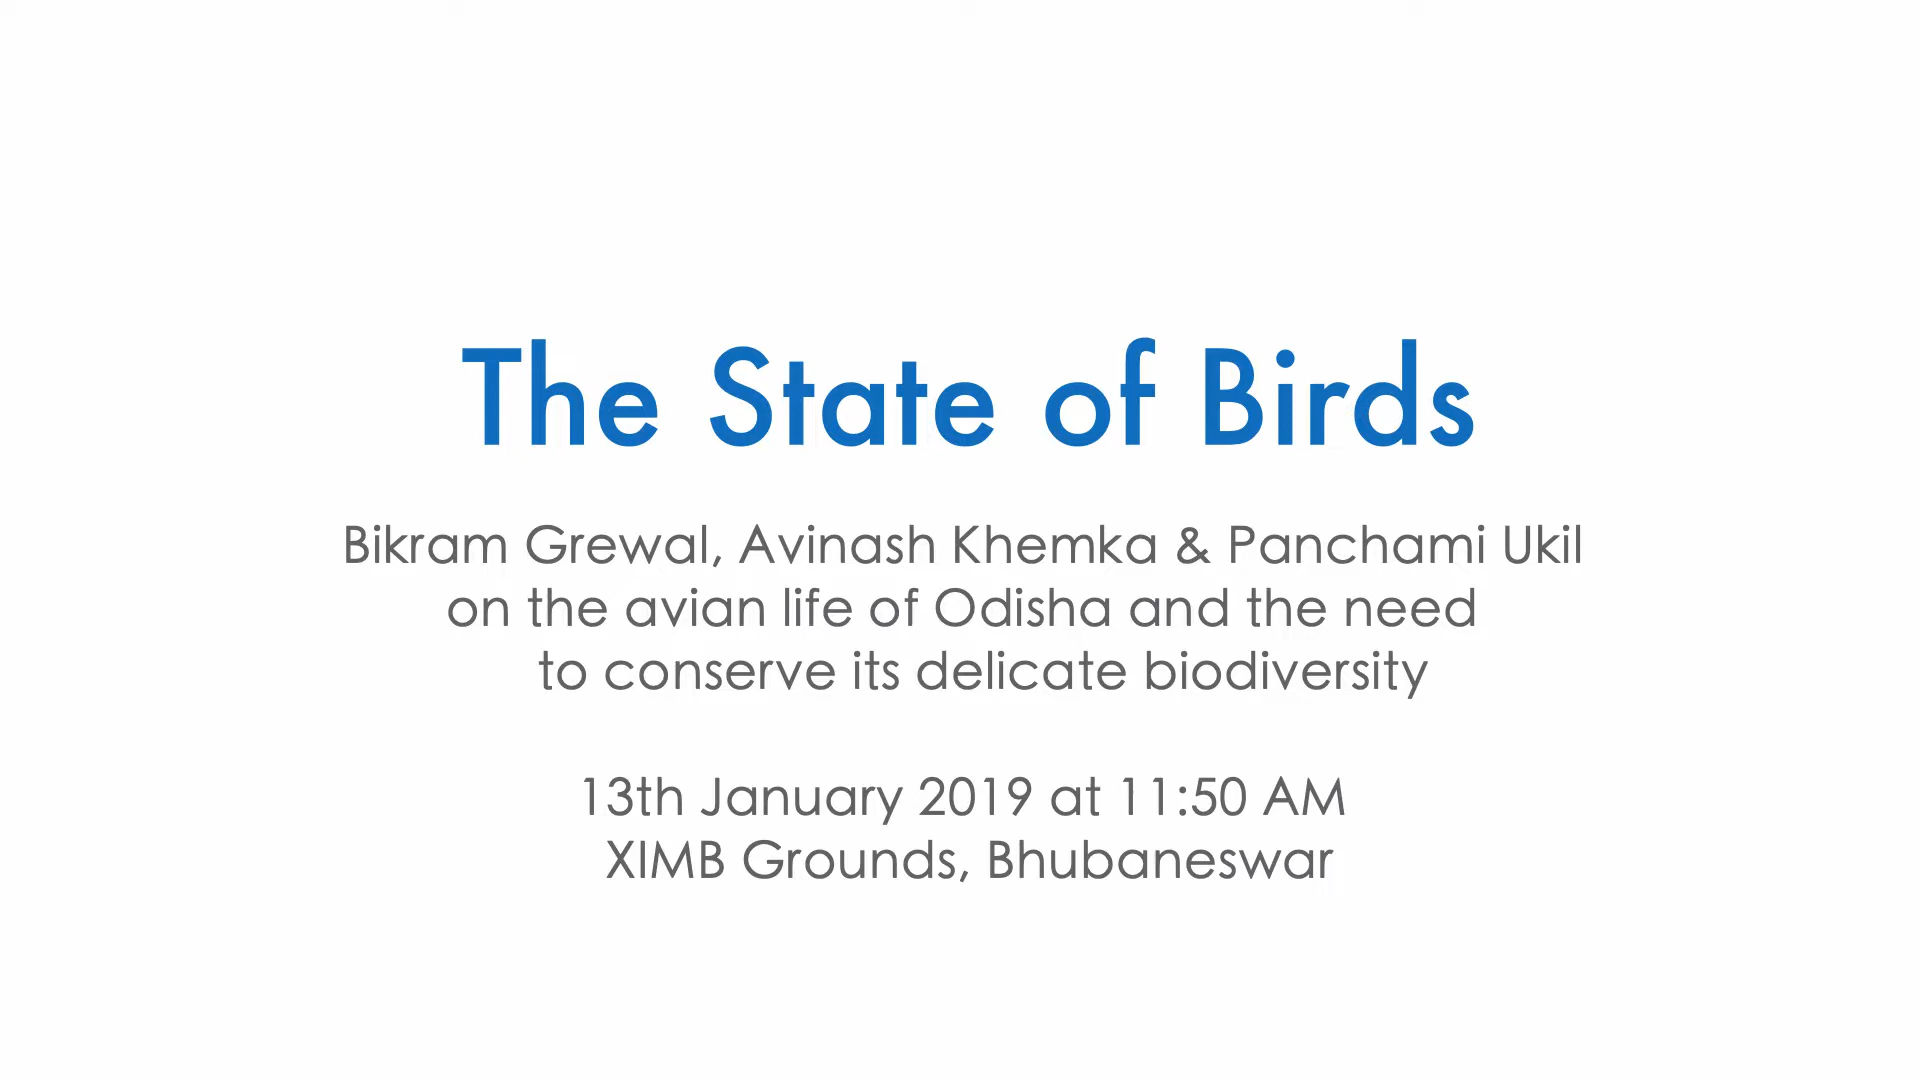 The State of Birds
Bikram Grewal, Avinash Khemka & Panchami Ukil
on the avian life of Odisha and the need
to conserve its delicate biodiversity
13th January 2019 at 11:50 AM
XIMB Grounds, Bhubaneswar